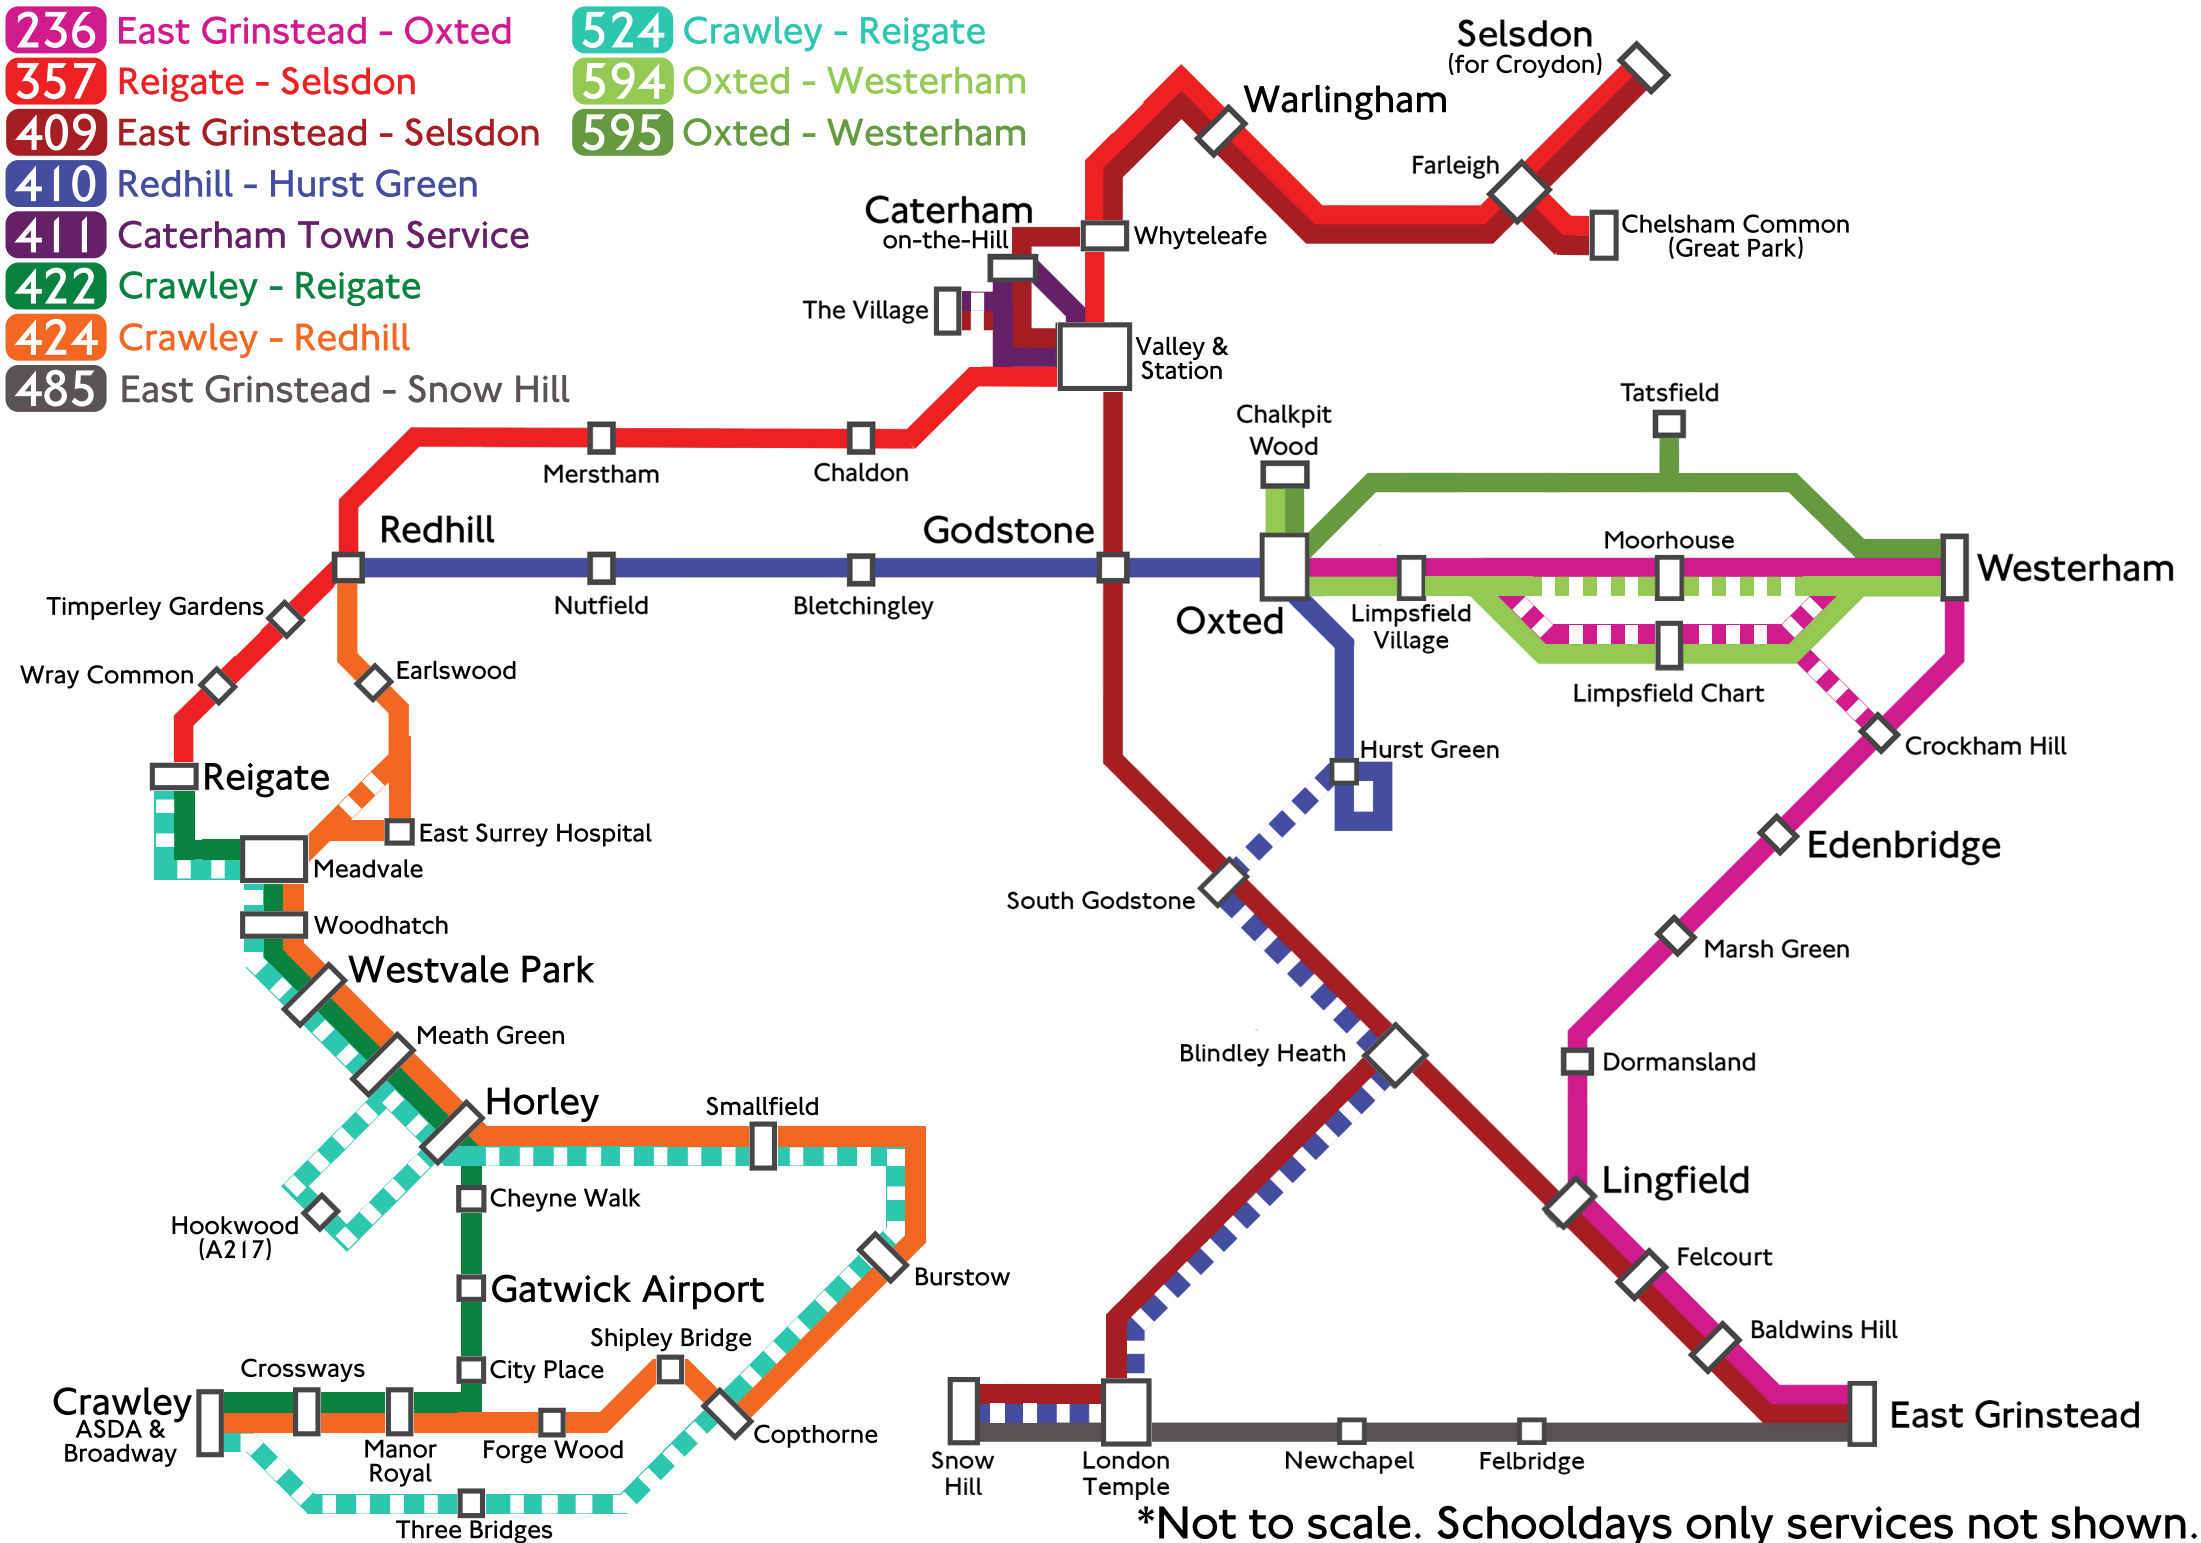 236 East Grinstead - Oxted
357 Reigate - Selsdon
409 East Grinstead - Selsdon
410 Redhill - Hurst Green
411 Caterham Town Service
422 Crawley - Reigate
424 Crawley - Redhill
485 East Grinstead - Snow Hill
524 Crawley - Reigate
594 Oxted - Westerham
595 Oxted - Westerham
Selsdon
(for Croydon)
Warlingham
Farleigh
Caterham
on-the-Hill
Whyteleafe
Chelsham Common
(Great Park)
The Village
Valley &
Station
Merstham
Chaldon
Chalkpit
Wood
Tatsfield
Redhill
Godstone
Moorhouse
Westerham
Timperley Gardens
Nutfield
Bletchingley
Oxted
Limpsfield
Village
Wray Common
Earlswood
Limpsfield Chart
Reigate
Hurst Green
Crockham Hill
East Surrey Hospital
Meadvale
Edenbridge
South Godstone
Woodhatch
Westvale Park
Marsh Green
Meath Green
Blindley Heath
Dormansland
Horley
Smallfield
Lingfield
Cheyne Walk
Hookwood
(A217)
Felcourt
Gatwick Airport
Burstow
Shipley Bridge
Baldwins Hill
Crossways
City Place
Crawley
ASDA &
Broadway
Manor
Royal
Forge Wood
Copthorne
East Grinstead
Snow
Hill
London
Temple
Newchapel
Felbridge
Three Bridges
*Not to scale. Schooldays only services not shown.